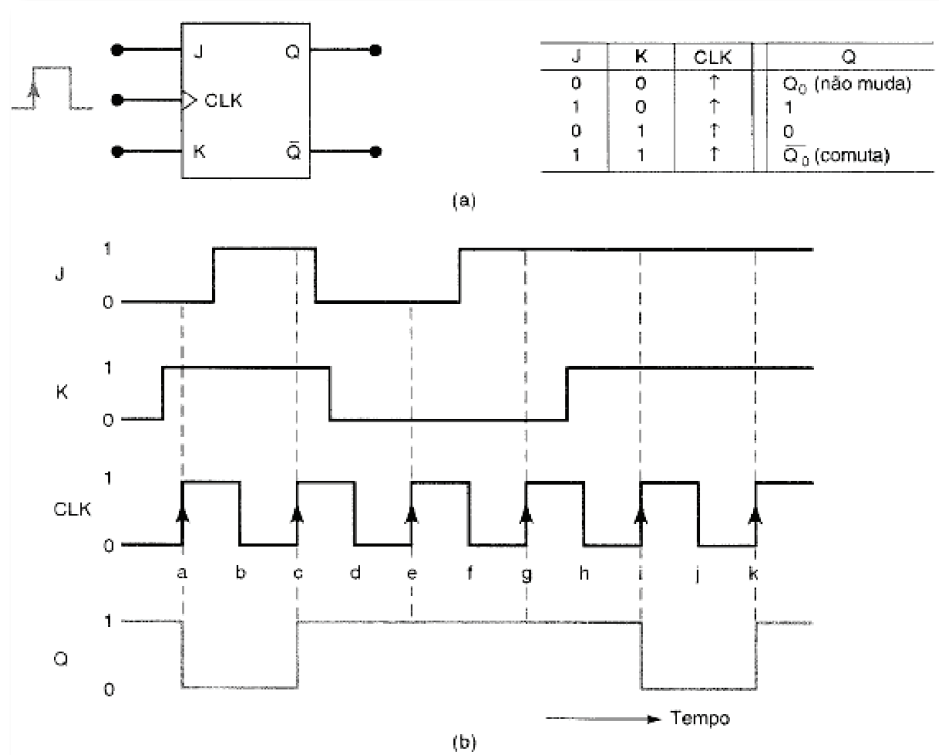 J Q
CLK
K Q̅
J K CLK Q
0 0 ↑ Q₀ (não muda)
1 0 ↑ 1
0 1 ↑ 0
1 1 ↑ Q̅₀ (comuta)
(a)
1
J
0
1
K
0
1
CLK
0
a b c d e f g h i j k
1
Q
0
Tempo
(b)